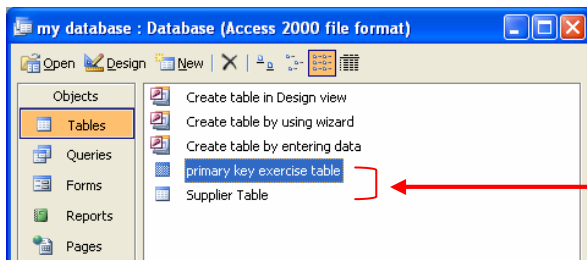 my database : Database (Access 2000 file format)
Open Design New
Objects
Tables
Queries
Forms
Reports
Pages
Create table in Design view
Create table by using wizard
Create table by entering data
primary key exercise table
Supplier Table